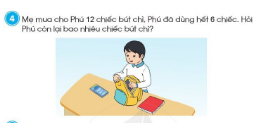 4 Mẹ mua cho Phú 12 chiếc bút chì, Phú đã dùng hết 6 chiếc. Hỏi
Phú còn lại bao nhiêu chiếc bút chì?